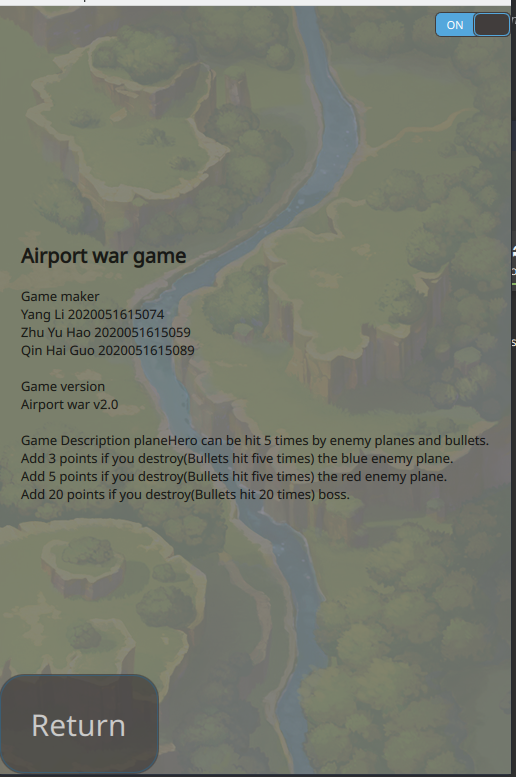 ON
Airport war game
Game maker
Yang Li 2020051615074
Zhu Yu Hao 2020051615059
Qin Hai Guo 2020051615089
Game version
Airport war v2.0
Game Description planeHero can be hit 5 times by enemy planes and bullets.
Add 3 points if you destroy(Bullets hit five times) the blue enemy plane.
Add 5 points if you destroy(Bullets hit five times) the red enemy plane.
Add 20 points if you destroy(Bullets hit 20 times) boss.
Return